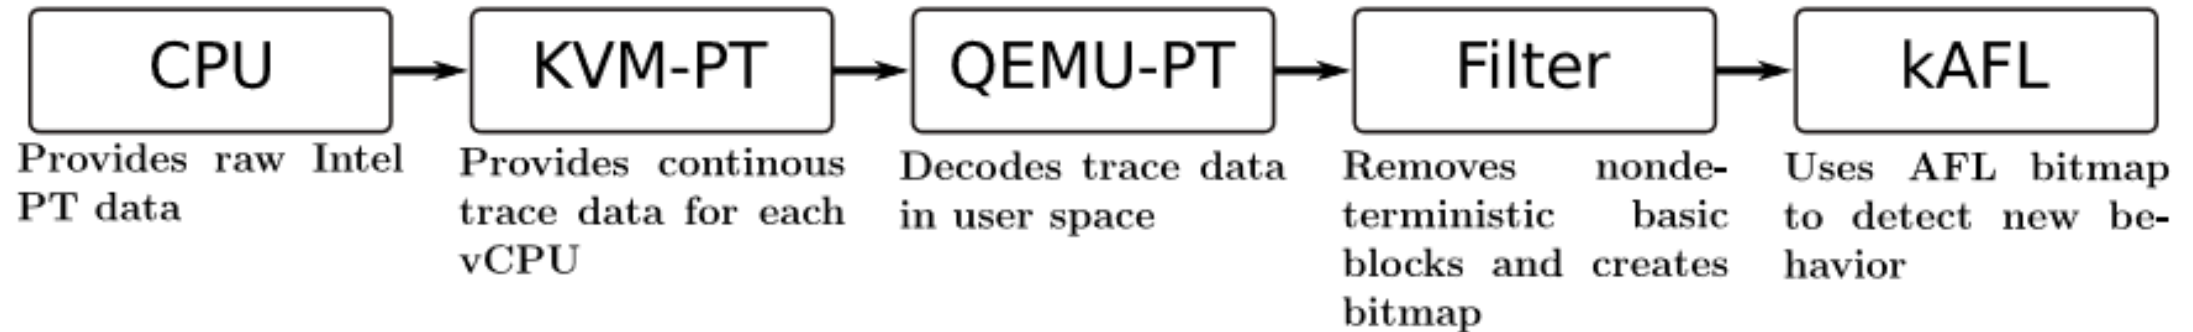 CPU
Provides raw Intel
PT data
KVM-PT
Provides continous
trace data for each
vCPU
QEMU-PT
Decodes trace data
in user space
Filter
Removes nonde-
terministic basic
blocks and creates
bitmap
kAFL
Uses AFL bitmap
to detect new be-
havior